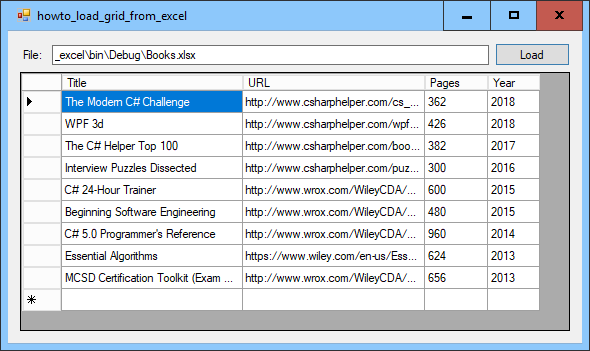 howto_load_grid_from_excel
File: _excel\bin\Debug\Books.xlsx Load
Title URL Pages Year
The Modern C# Challenge http://www.csharphelper.com/cs_... 362 2018
WPF 3d http://www.csharphelper.com/wpf... 426 2018
The C# Helper Top 100 http://www.csharphelper.com/boo... 382 2017
Interview Puzzles Dissected http://www.csharphelper.com/puz... 300 2016
C# 24-Hour Trainer http://www.wrox.com/WileyCDA/... 600 2015
Beginning Software Engineering http://www.wrox.com/WileyCDA/... 480 2015
C# 5.0 Programmer's Reference http://www.wrox.com/WileyCDA/... 960 2014
Essential Algorithms https://www.wiley.com/en-us/Ess... 624 2013
MCSD Certification Toolkit (Exam ... http://www.wrox.com/WileyCDA/... 656 2013